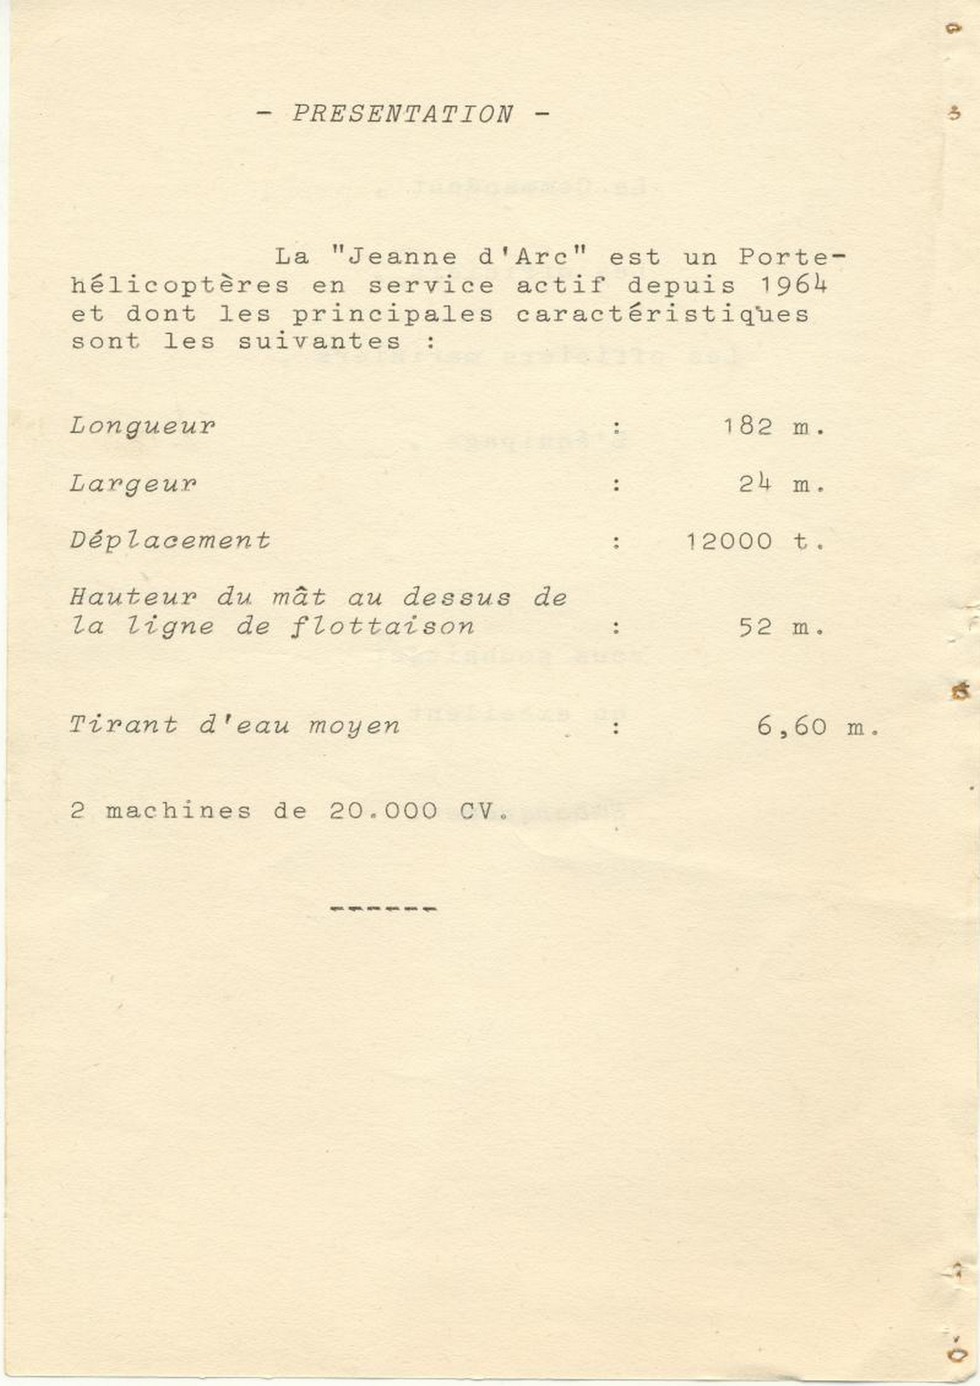 - PRESENTATION -
La "Jeanne d'Arc" est un Porte-
hélicoptères en service actif depuis 1964
et dont les principales caractéristiques
sont les suivantes :
Longueur : 182 m.
Largeur : 24 m.
Déplacement : 12000 t.
Hauteur du mât au dessus de
la ligne de flottaison : 52 m.
Tirant d'eau moyen : 6,60 m.
2 machines de 20.000 CV.
------